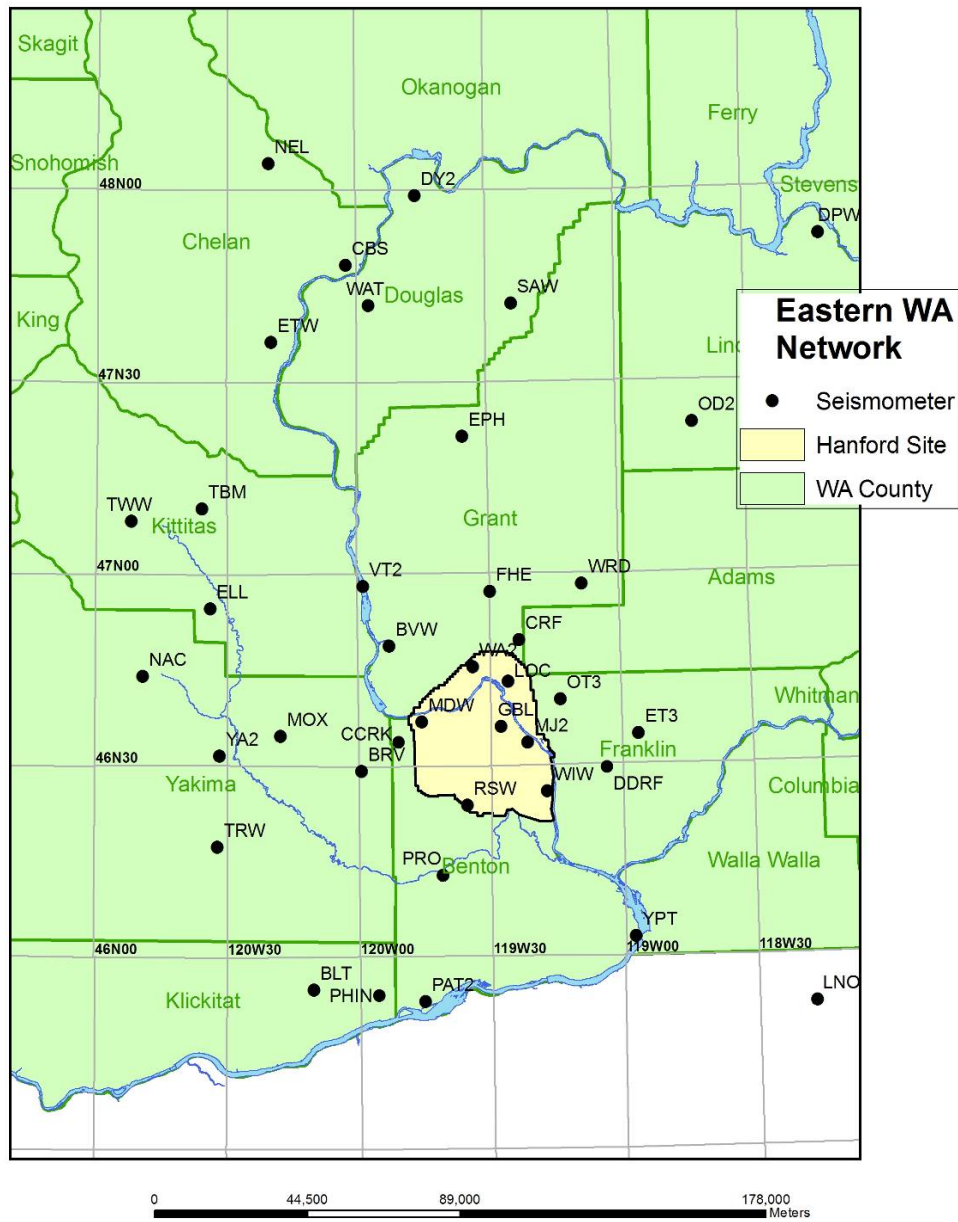 Skagit
Okanogan
Ferry
NEL
Snohomish
DY2
48N00
Stevens
DPW
Chelan
CBS
WAT
Douglas
SAW
King
ETW
Eastern WA
Network
Linc
47N30
Seismometer
OD2
EPH
Hanford Site
WA County
TBM
TWW
Kittitas
Grant
47N00
VT2
FHE
WRD
Adams
ELL
BVW
CRF
WA2
NAC
LOC
OT3
Whitman
MDW
GBL
ET3
MOX
CCRK
MJ2
YA2
BRV
Franklin
46N30
WIW
DDRF
Yakima
RSW
Columbia
TRW
PRO
Benton
Walla Walla
YPT
46N00
120W30
120W00
119W30
119W00
118W30
BLT
PHIN
PAT2
LNO
Klickitat
0
44,500
89,000
178,000
Meters